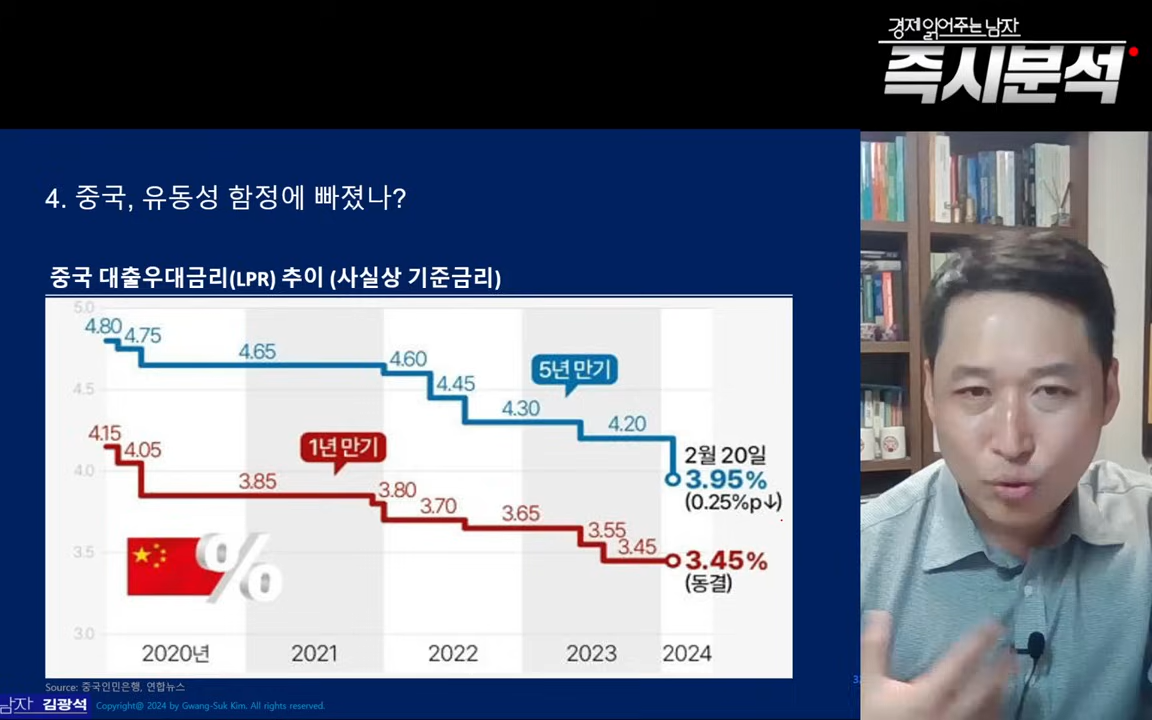 경제 읽어주는 남자
즉시분석
4. 중국, 유동성 함정에 빠졌나?
중국 대출우대금리(LPR) 추이 (사실상 기준금리)
5.0
4.80
4.75
4.65
4.60
5년 만기
4.5
4.45
4.30
4.20
4.15
4.05
1년 만기
2월 20일
4.0
3.95%
(0.25%p↓)
3.85
3.80
3.70
3.65
3.55
3.45
3.5
3.45%
(동결)
%
3.0
2020년
2021
2022
2023
2024
Source: 중국인민은행, 연합뉴스
남자 김광석
Copyright@ 2024 by Gwang-Suk Kim. All rights reserved.